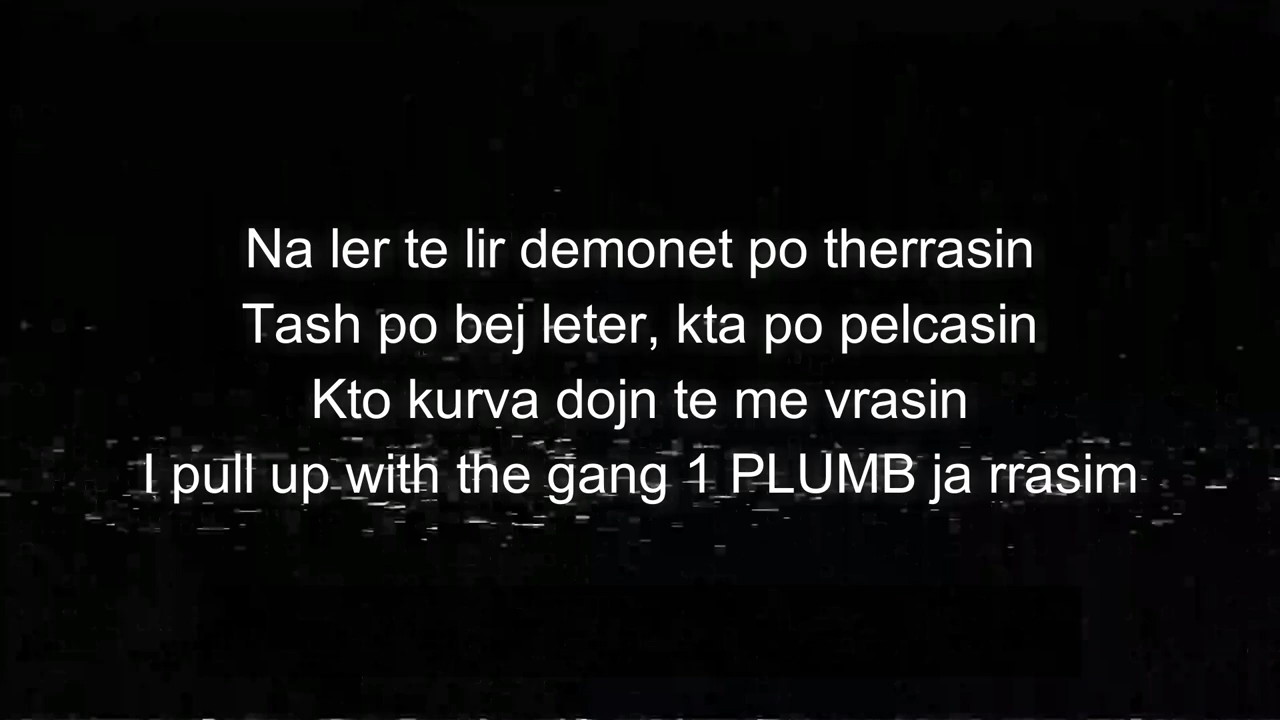 Na ler te lir demonet po therrasin
Tash po bej leter, kta po pelcasin
Kto kurva dojn te me vrasin
I pull up with the gang 1 PLUMB ja rrasim